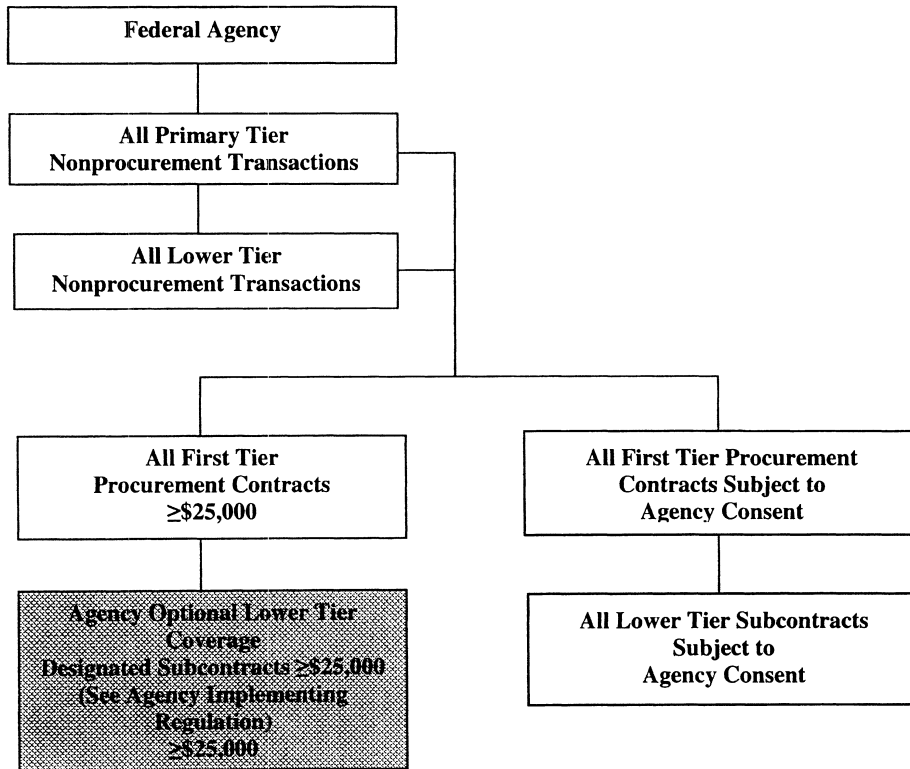 Federal Agency
All Primary Tier
Nonprocurement Transactions
All Lower Tier
Nonprocurement Transactions
All First Tier
Procurement Contracts
≥$25,000
All First Tier Procurement
Contracts Subject to
Agency Consent
Agency Optional Lower Tier
Coverage
Designated Subcontracts ≥$25,000
(See Agency Implementing
Regulation)
≥$25,000
All Lower Tier Subcontracts
Subject to
Agency Consent